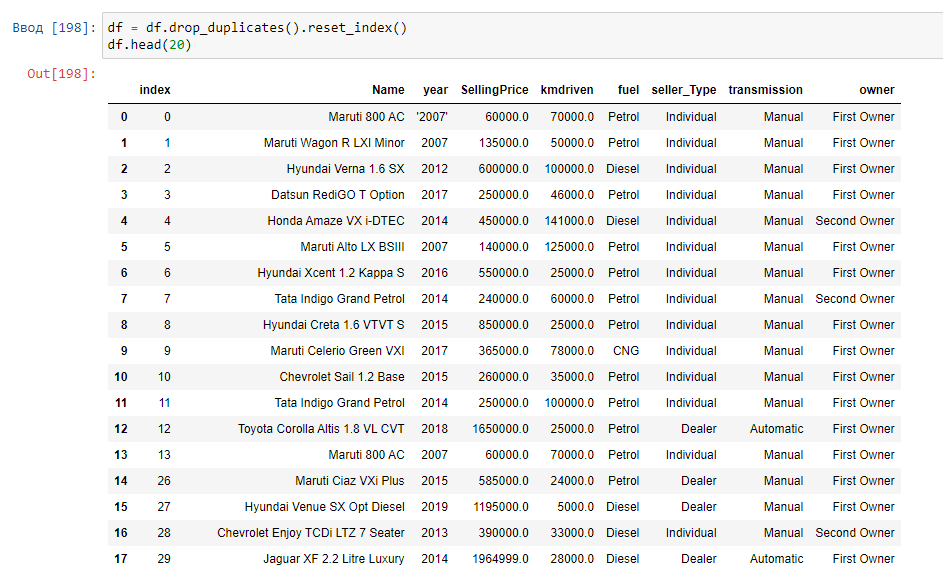 Ввод [198]: df = df.drop_duplicates().reset_index()
df.head(20)
Out[198]:
index Name year SellingPrice kmdriven fuel seller_Type transmission owner
0 0 Maruti 800 AC '2007' 60000.0 70000.0 Petrol Individual Manual First Owner
1 1 Maruti Wagon R LXI Minor 2007 135000.0 50000.0 Petrol Individual Manual First Owner
2 2 Hyundai Verna 1.6 SX 2012 600000.0 100000.0 Diesel Individual Manual First Owner
3 3 Datsun RediGO T Option 2017 250000.0 46000.0 Petrol Individual Manual First Owner
4 4 Honda Amaze VX i-DTEC 2014 450000.0 141000.0 Diesel Individual Manual Second Owner
5 5 Maruti Alto LX BSIII 2007 140000.0 125000.0 Petrol Individual Manual First Owner
6 6 Hyundai Xcent 1.2 Kappa S 2016 550000.0 25000.0 Petrol Individual Manual First Owner
7 7 Tata Indigo Grand Petrol 2014 240000.0 60000.0 Petrol Individual Manual Second Owner
8 8 Hyundai Creta 1.6 VTVT S 2015 850000.0 25000.0 Petrol Individual Manual First Owner
9 9 Maruti Celerio Green VXI 2017 365000.0 78000.0 CNG Individual Manual First Owner
10 10 Chevrolet Sail 1.2 Base 2015 260000.0 35000.0 Petrol Individual Manual First Owner
11 11 Tata Indigo Grand Petrol 2014 250000.0 100000.0 Petrol Individual Manual First Owner
12 12 Toyota Corolla Altis 1.8 VL CVT 2018 1650000.0 25000.0 Petrol Dealer Automatic First Owner
13 13 Maruti 800 AC 2007 60000.0 70000.0 Petrol Individual Manual First Owner
14 26 Maruti Ciaz VXi Plus 2015 585000.0 24000.0 Petrol Dealer Manual First Owner
15 27 Hyundai Venue SX Opt Diesel 2019 1195000.0 5000.0 Diesel Dealer Manual First Owner
16 28 Chevrolet Enjoy TCDi LTZ 7 Seater 2013 390000.0 33000.0 Diesel Individual Manual Second Owner
17 29 Jaguar XF 2.2 Litre Luxury 2014 1964999.0 28000.0 Diesel Dealer Automatic First Owner